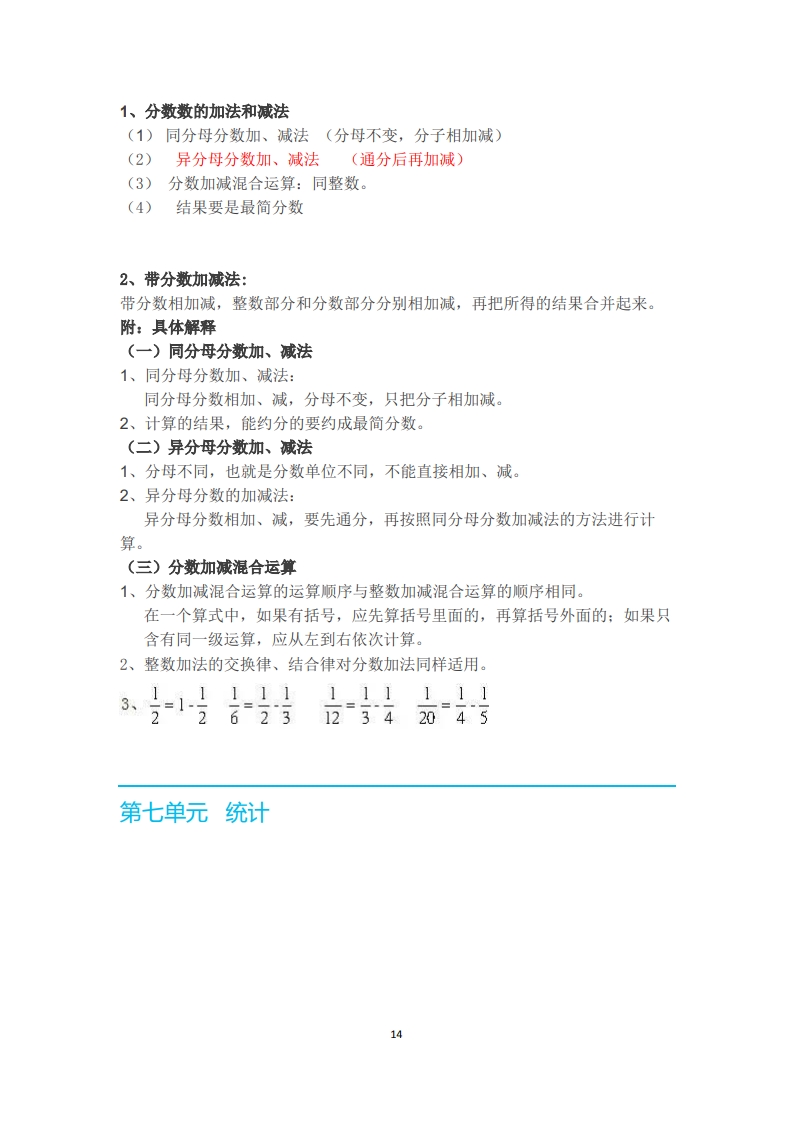 1、分数数的加法和减法
（1） 同分母分数加、减法 （分母不变，分子相加减）
（2） 异分母分数加、减法 （通分后再加减）
（3） 分数加减混合运算：同整数。
（4） 结果要是最简分数
2、带分数加减法:
带分数相加减，整数部分和分数部分分别相加减，再把所得的结果合并起来。
附：具体解释
（一）同分母分数加、减法
1、同分母分数加、减法：
同分母分数相加、减，分母不变，只把分子相加减。
2、计算的结果，能约分的要约成最简分数。
（二）异分母分数加、减法
1、分母不同，也就是分数单位不同，不能直接相加、减。
2、异分母分数的加减法：
异分母分数相加、减，要先通分，再按照同分母分数加减法的方法进行计
算。
（三）分数加减混合运算
1、分数加减混合运算的运算顺序与整数加减混合运算的顺序相同。
在一个算式中，如果有括号，应先算括号里面的，再算括号外面的；如果只
含有同一级运算，应从左到右依次计算。
2、整数加法的交换律、结合律对分数加法同样适用。
3、 1/2=1-1/2 1/6=1/2-1/3 1/12=1/3-1/4 1/20=1/4-1/5
第七单元 统计
14